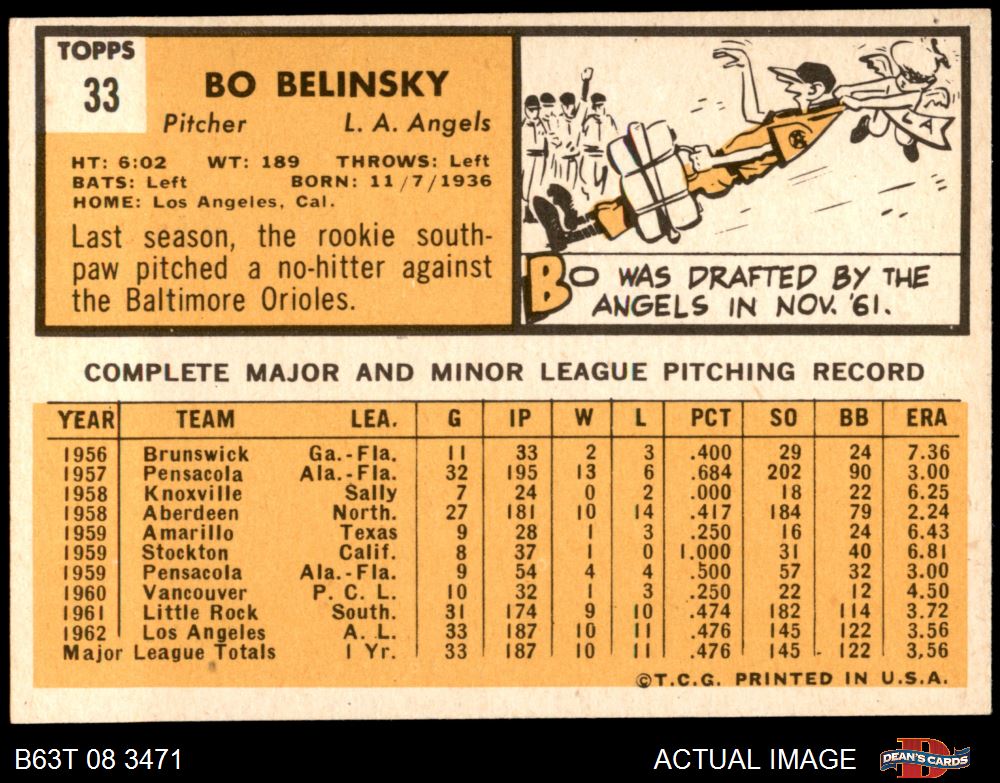 TOPPS
33
BO BELINSKY
Pitcher L. A. Angels
HT: 6:02 WT: 189 THROWS: Left
BATS: Left BORN: 11/7/1936
HOME: Los Angeles, Cal.
Last season, the rookie south-
paw pitched a no-hitter against
the Baltimore Orioles.
L A
BO WAS DRAFTED BY THE
ANGELS IN NOV. '61.
COMPLETE MAJOR AND MINOR LEAGUE PITCHING RECORD
YEAR TEAM LEA. G IP W L PCT SO BB ERA
1956 Brunswick Ga.-Fla. 11 33 2 3 .400 29 24 7.36
1957 Pensacola Ala.-Fla. 32 195 13 6 .684 202 90 3.00
1958 Knoxville Sally 7 24 0 2 .000 18 22 6.25
1958 Aberdeen North. 27 181 10 14 .417 184 79 2.24
1959 Amarillo Texas 9 28 1 3 .250 16 24 6.43
1959 Stockton Calif. 8 37 1 0 1.000 31 40 6.81
1959 Pensacola Ala.-Fla. 9 54 4 4 .500 57 32 3.00
1960 Vancouver P. C. L. 10 32 1 3 .250 22 12 4.50
1961 Little Rock South. 31 174 9 10 .474 182 114 3.72
1962 Los Angeles A. L. 33 187 10 11 .476 145 122 3.56
Major League Totals 1 Yr. 33 187 10 11 .476 145 122 3.56
©T.C.G. PRINTED IN U.S.A.
B63T 08 3471 ACTUAL IMAGE D DEAN'S CARDS